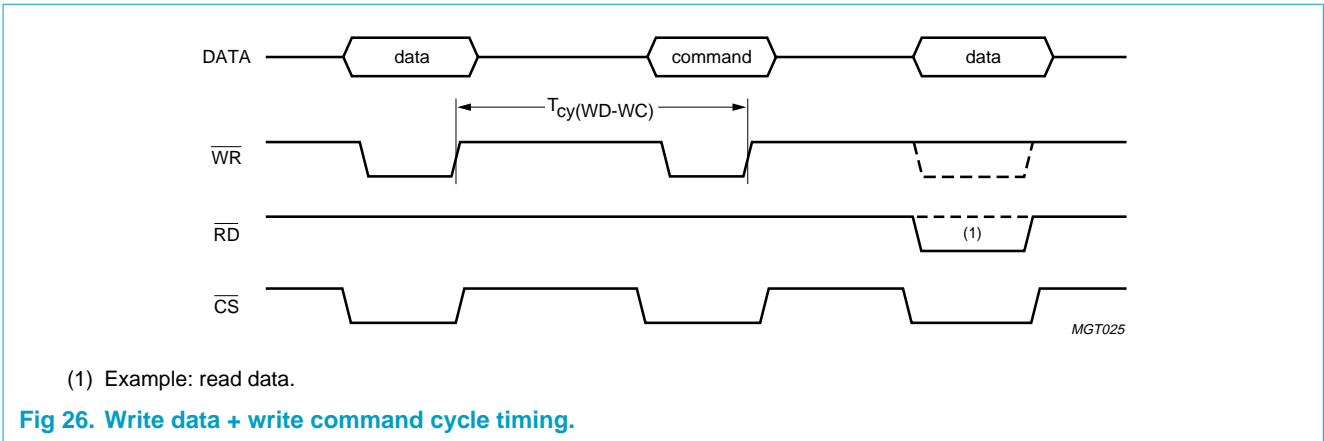 DATA data command data
Tcy(WD-WC)
WR
RD (1)
CS
MGT025
(1) Example: read data.
Fig 26. Write data + write command cycle timing.